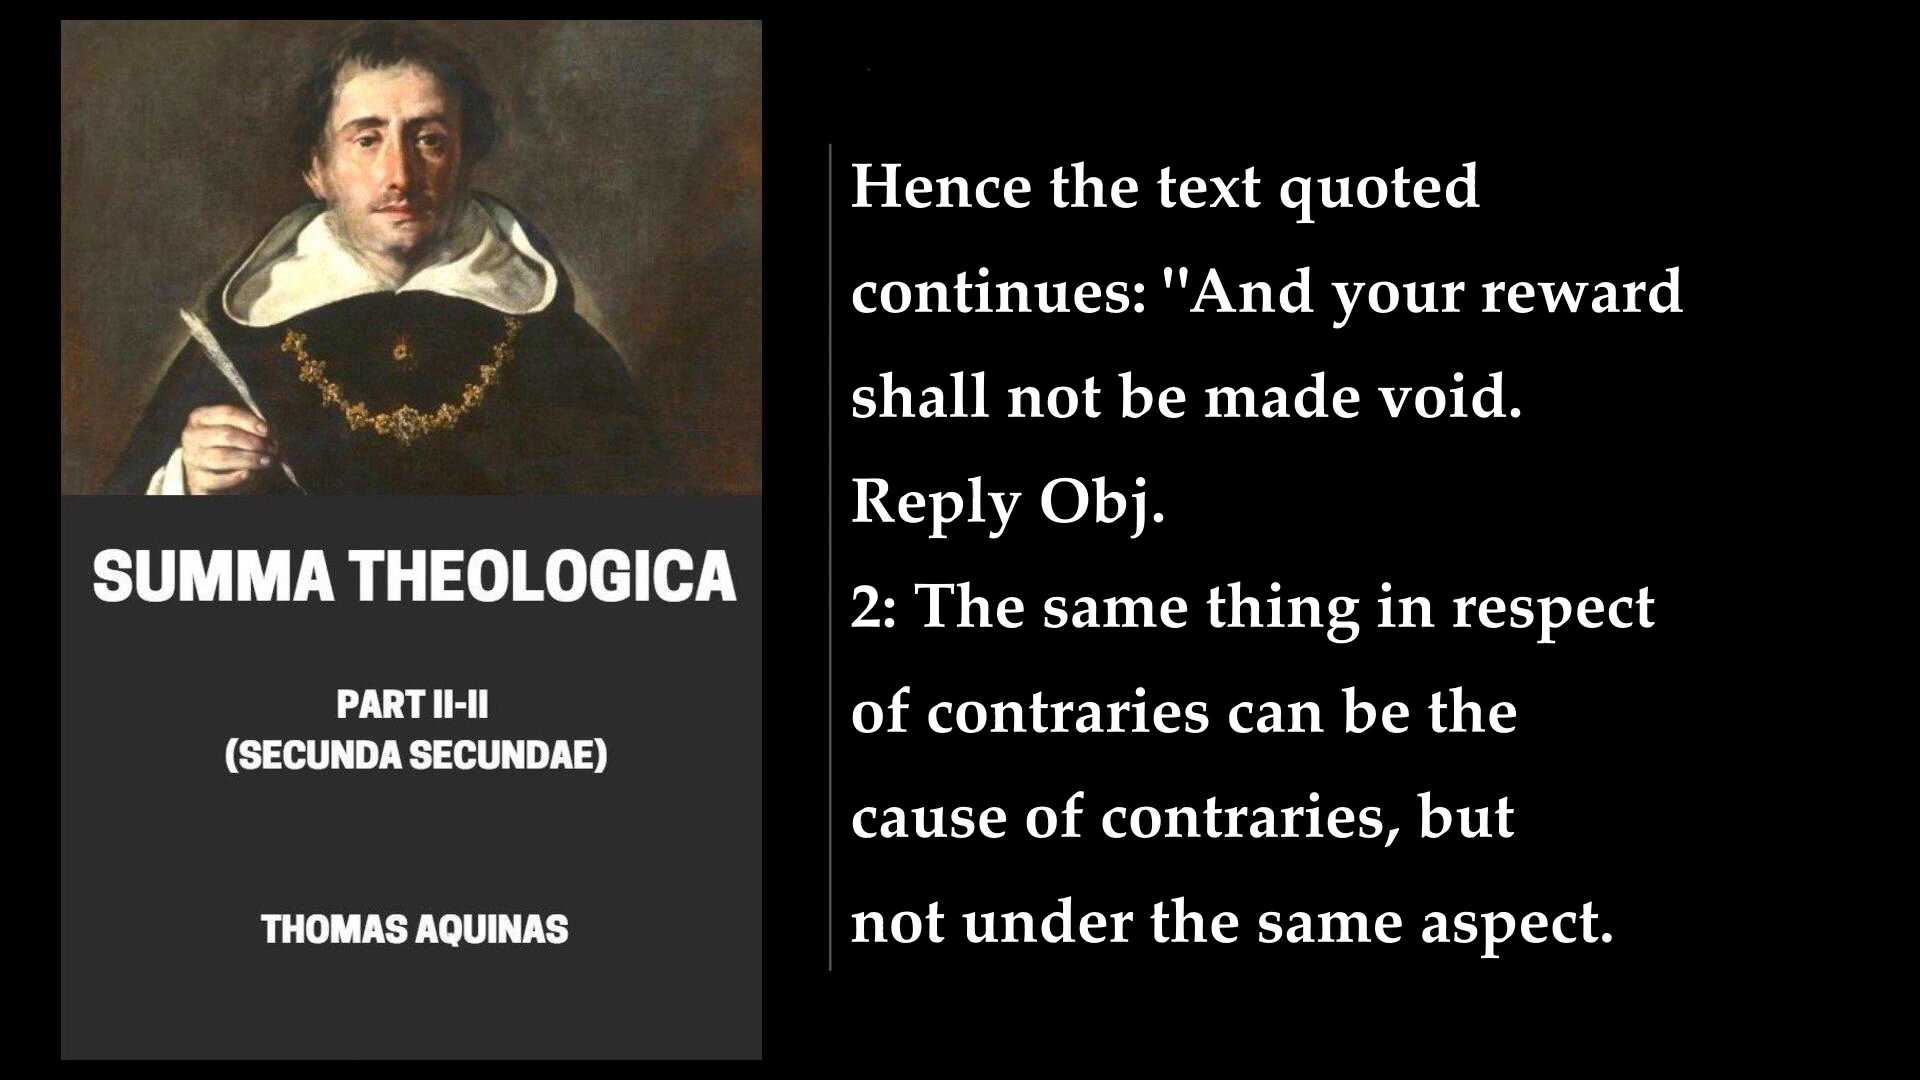 SUMMA THEOLOGICA
PART II-II
(SECUNDA SECUNDAE)
THOMAS AQUINAS
Hence the text quoted
continues: "And your reward
shall not be made void.
Reply Obj.
2: The same thing in respect
of contraries can be the
cause of contraries, but
not under the same aspect.